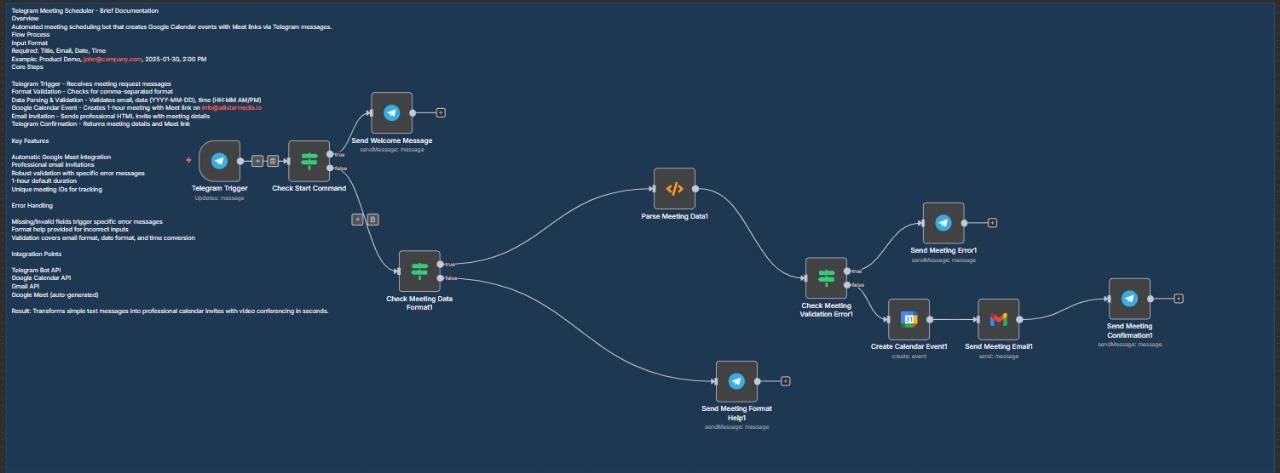 Telegram Meeting Scheduler - Brief Documentation
Overview
Automated meeting scheduling bot that creates Google Calendar events with Meet links via Telegram messages.
Flow Process
Input Format
Required: Title, Email, Date, Time
Example: Product Demo, john@company.com, 2025-01-30, 2:00 PM
Core Steps
Telegram Trigger - Receives meeting request messages
Format Validation - Checks for comma-separated format
Data Parsing & Validation - Validates email, date (YYYY-MM-DD), time (HH:MM AM/PM)
Google Calendar Event - Creates 1-hour meeting with Meet link on info@allstarmedia.io
Email Invitation - Sends professional HTML invite with meeting details
Telegram Confirmation - Returns meeting details and Meet link
Key Features
Automatic Google Meet integration
Professional email invitations
Robust validation with specific error messages
1-hour default duration
Unique meeting IDs for tracking
Error Handling
Missing/invalid fields trigger specific error messages
Format help provided for incorrect inputs
Validation covers email format, date format, and time conversion
Integration Points
Telegram Bot API
Google Calendar API
Gmail API
Google Meet (auto-generated)
Result: Transforms simple text messages into professional calendar invites with video conferencing in seconds.
Telegram Trigger
Updates: message
Check Start Command
true
false
Send Welcome Message
sendMessage: message
Check Meeting Data
Format1
true
false
Parse Meeting Data1
Check Meeting
Validation Error1
true
false
Send Meeting Error1
sendMessage: message
31
Create Calendar Event1
create: event
Send Meeting Email1
send: message
Send Meeting
Confirmation1
sendMessage: message
Send Meeting Format
Help1
sendMessage: message